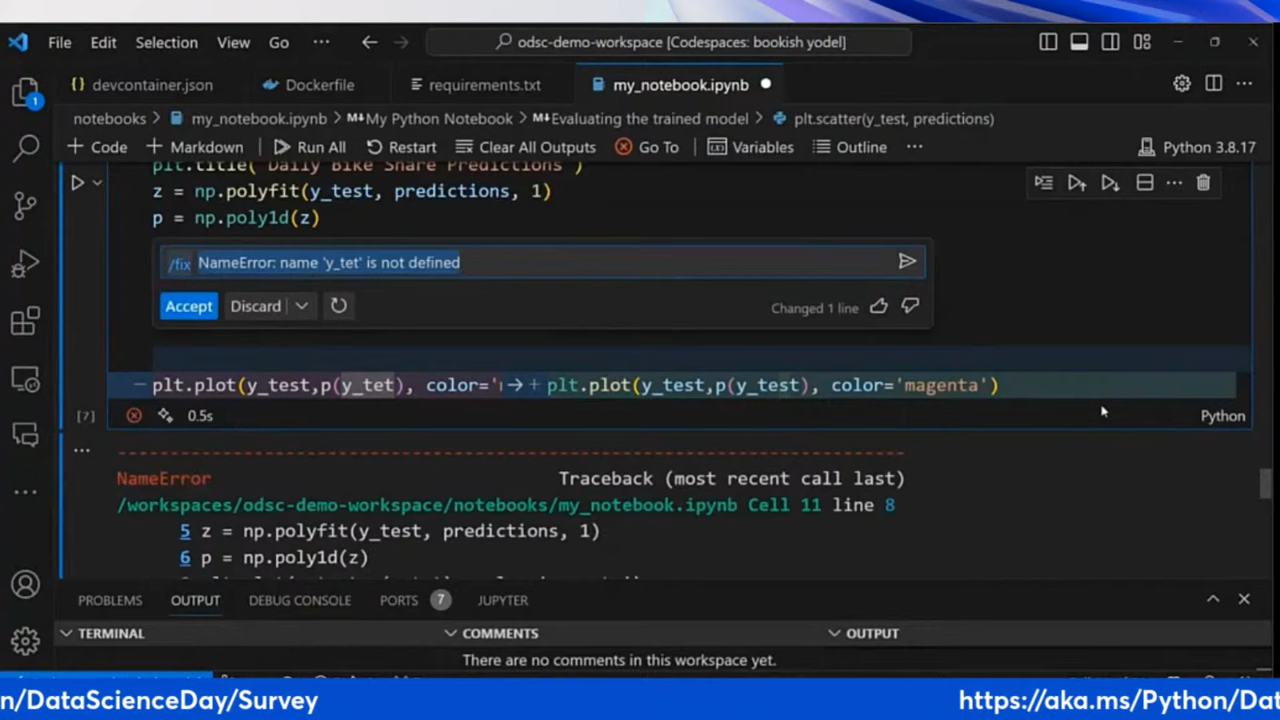 File Edit Selection View Go ··· odsc-demo-workspace [Codespaces: bookish yodel]
devcontainer.json Dockerfile requirements.txt my_notebook.ipynb
notebooks > my_notebook.ipynb > M↓My Python Notebook > M↓Evaluating the trained model > plt.scatter(y_test, predictions)
+ Code + Markdown Run All Restart Clear All Outputs Go To Variables Outline ··· Python 3.8.17
plt.title("Daily Bike Share Predictions")
z = np.polyfit(y_test, predictions, 1)
p = np.poly1d(z)
/fix NameError: name 'y_tet' is not defined
Accept Discard Changed 1 line
- plt.plot(y_test,p(y_tet), color=' → + plt.plot(y_test,p(y_test), color='magenta')
[7] 0.5s Python
---------------------------------------------------------------------------
NameError Traceback (most recent call last)
/workspaces/odsc-demo-workspace/notebooks/my_notebook.ipynb Cell 11 line 8
5 z = np.polyfit(y_test, predictions, 1)
6 p = np.poly1d(z)
PROBLEMS OUTPUT DEBUG CONSOLE PORTS 7 JUPYTER
TERMINAL COMMENTS OUTPUT
There are no comments in this workspace yet.
n/DataScienceDay/Survey https://aka.ms/Python/Dat